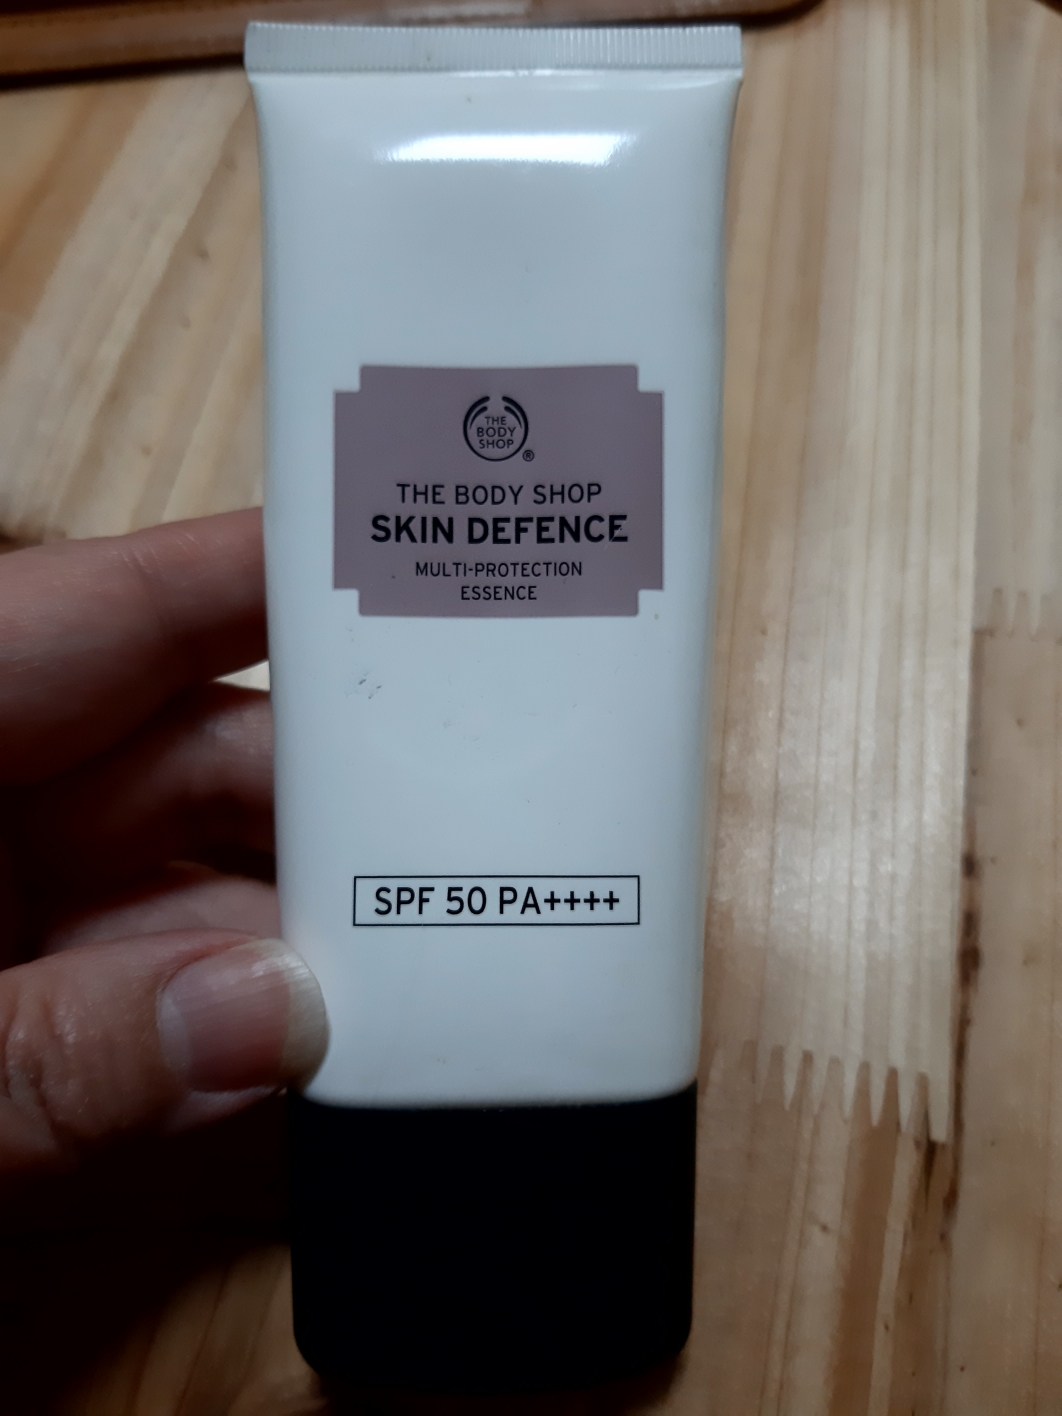 THE
BODY
SHOP
®
THE BODY SHOP
SKIN DEFENCE
MULTI-PROTECTION
ESSENCE
SPF 50 PA++++